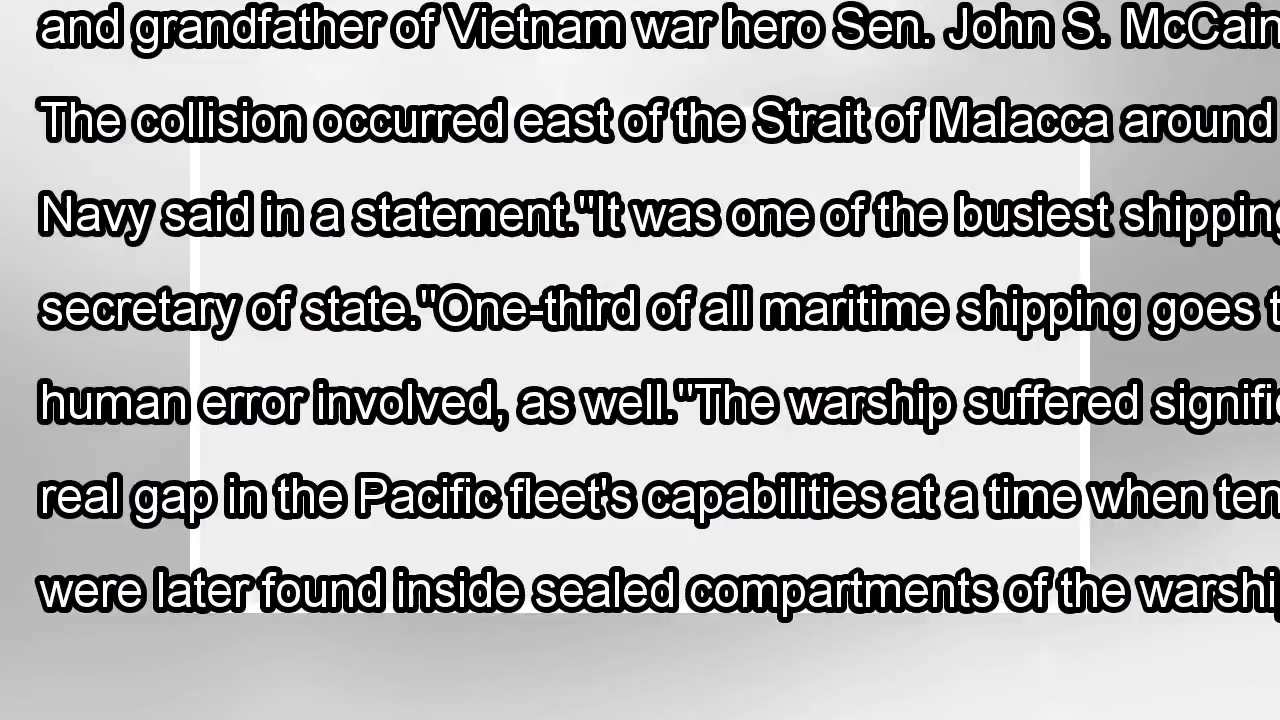 and grandfather of Vietnam war hero Sen. John S. McCain
The collision occurred east of the Strait of Malacca around
Navy said in a statement."It was one of the busiest shipping
secretary of state."One-third of all maritime shipping goes
human error involved, as well."The warship suffered
real gap in the Pacific fleet's capabilities at a time when
were later found inside sealed compartments of the